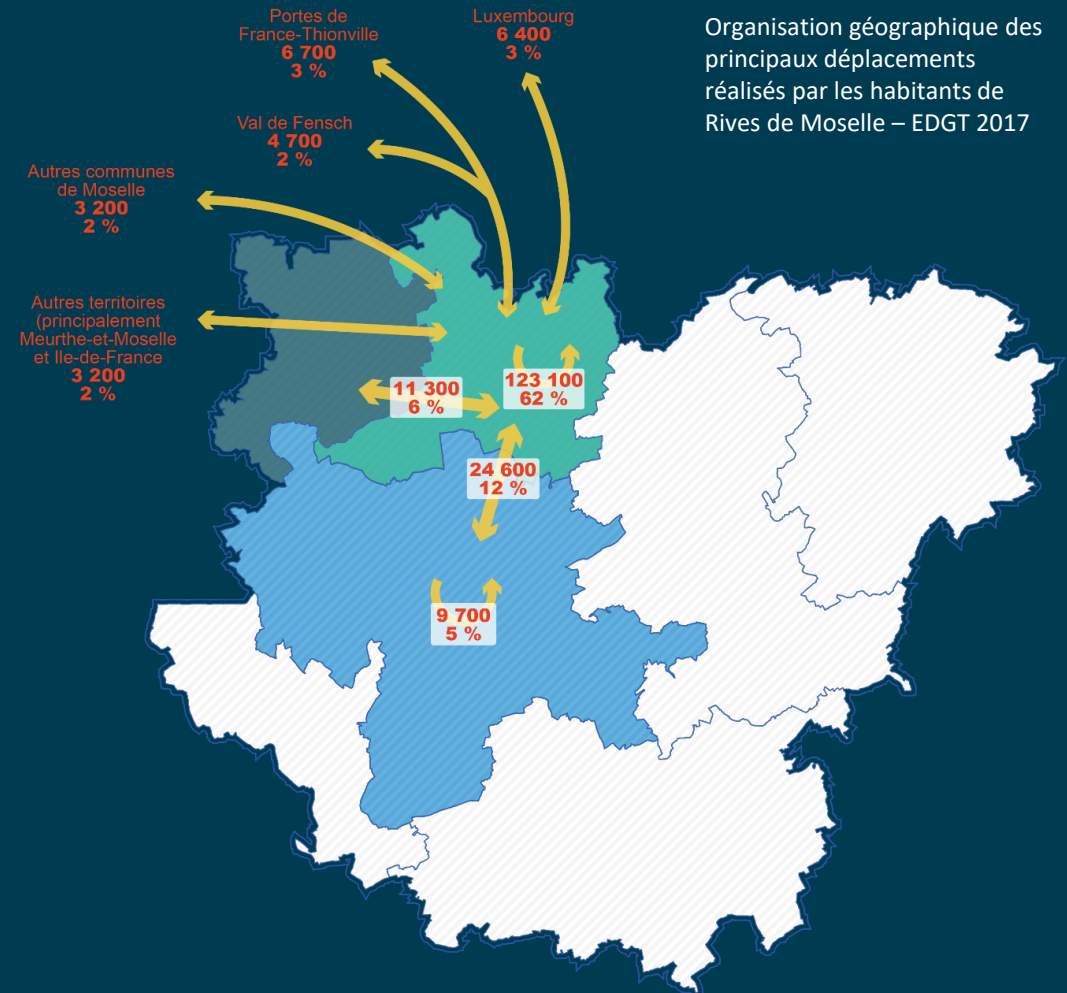 Portes de
France-Thionville
6 700
3 %
Luxembourg
6 400
3 %
Organisation géographique des
principaux déplacements
réalisés par les habitants de
Rives de Moselle – EDGT 2017
Val de Fensch
4 700
2 %
Autres communes
de Moselle
3 200
2 %
Autres territoires
(principalement
Meurthe-et-Moselle
et Ile-de-France
3 200
2 %
11 300
6 %
123 100
62 %
24 600
12 %
9 700
5 %